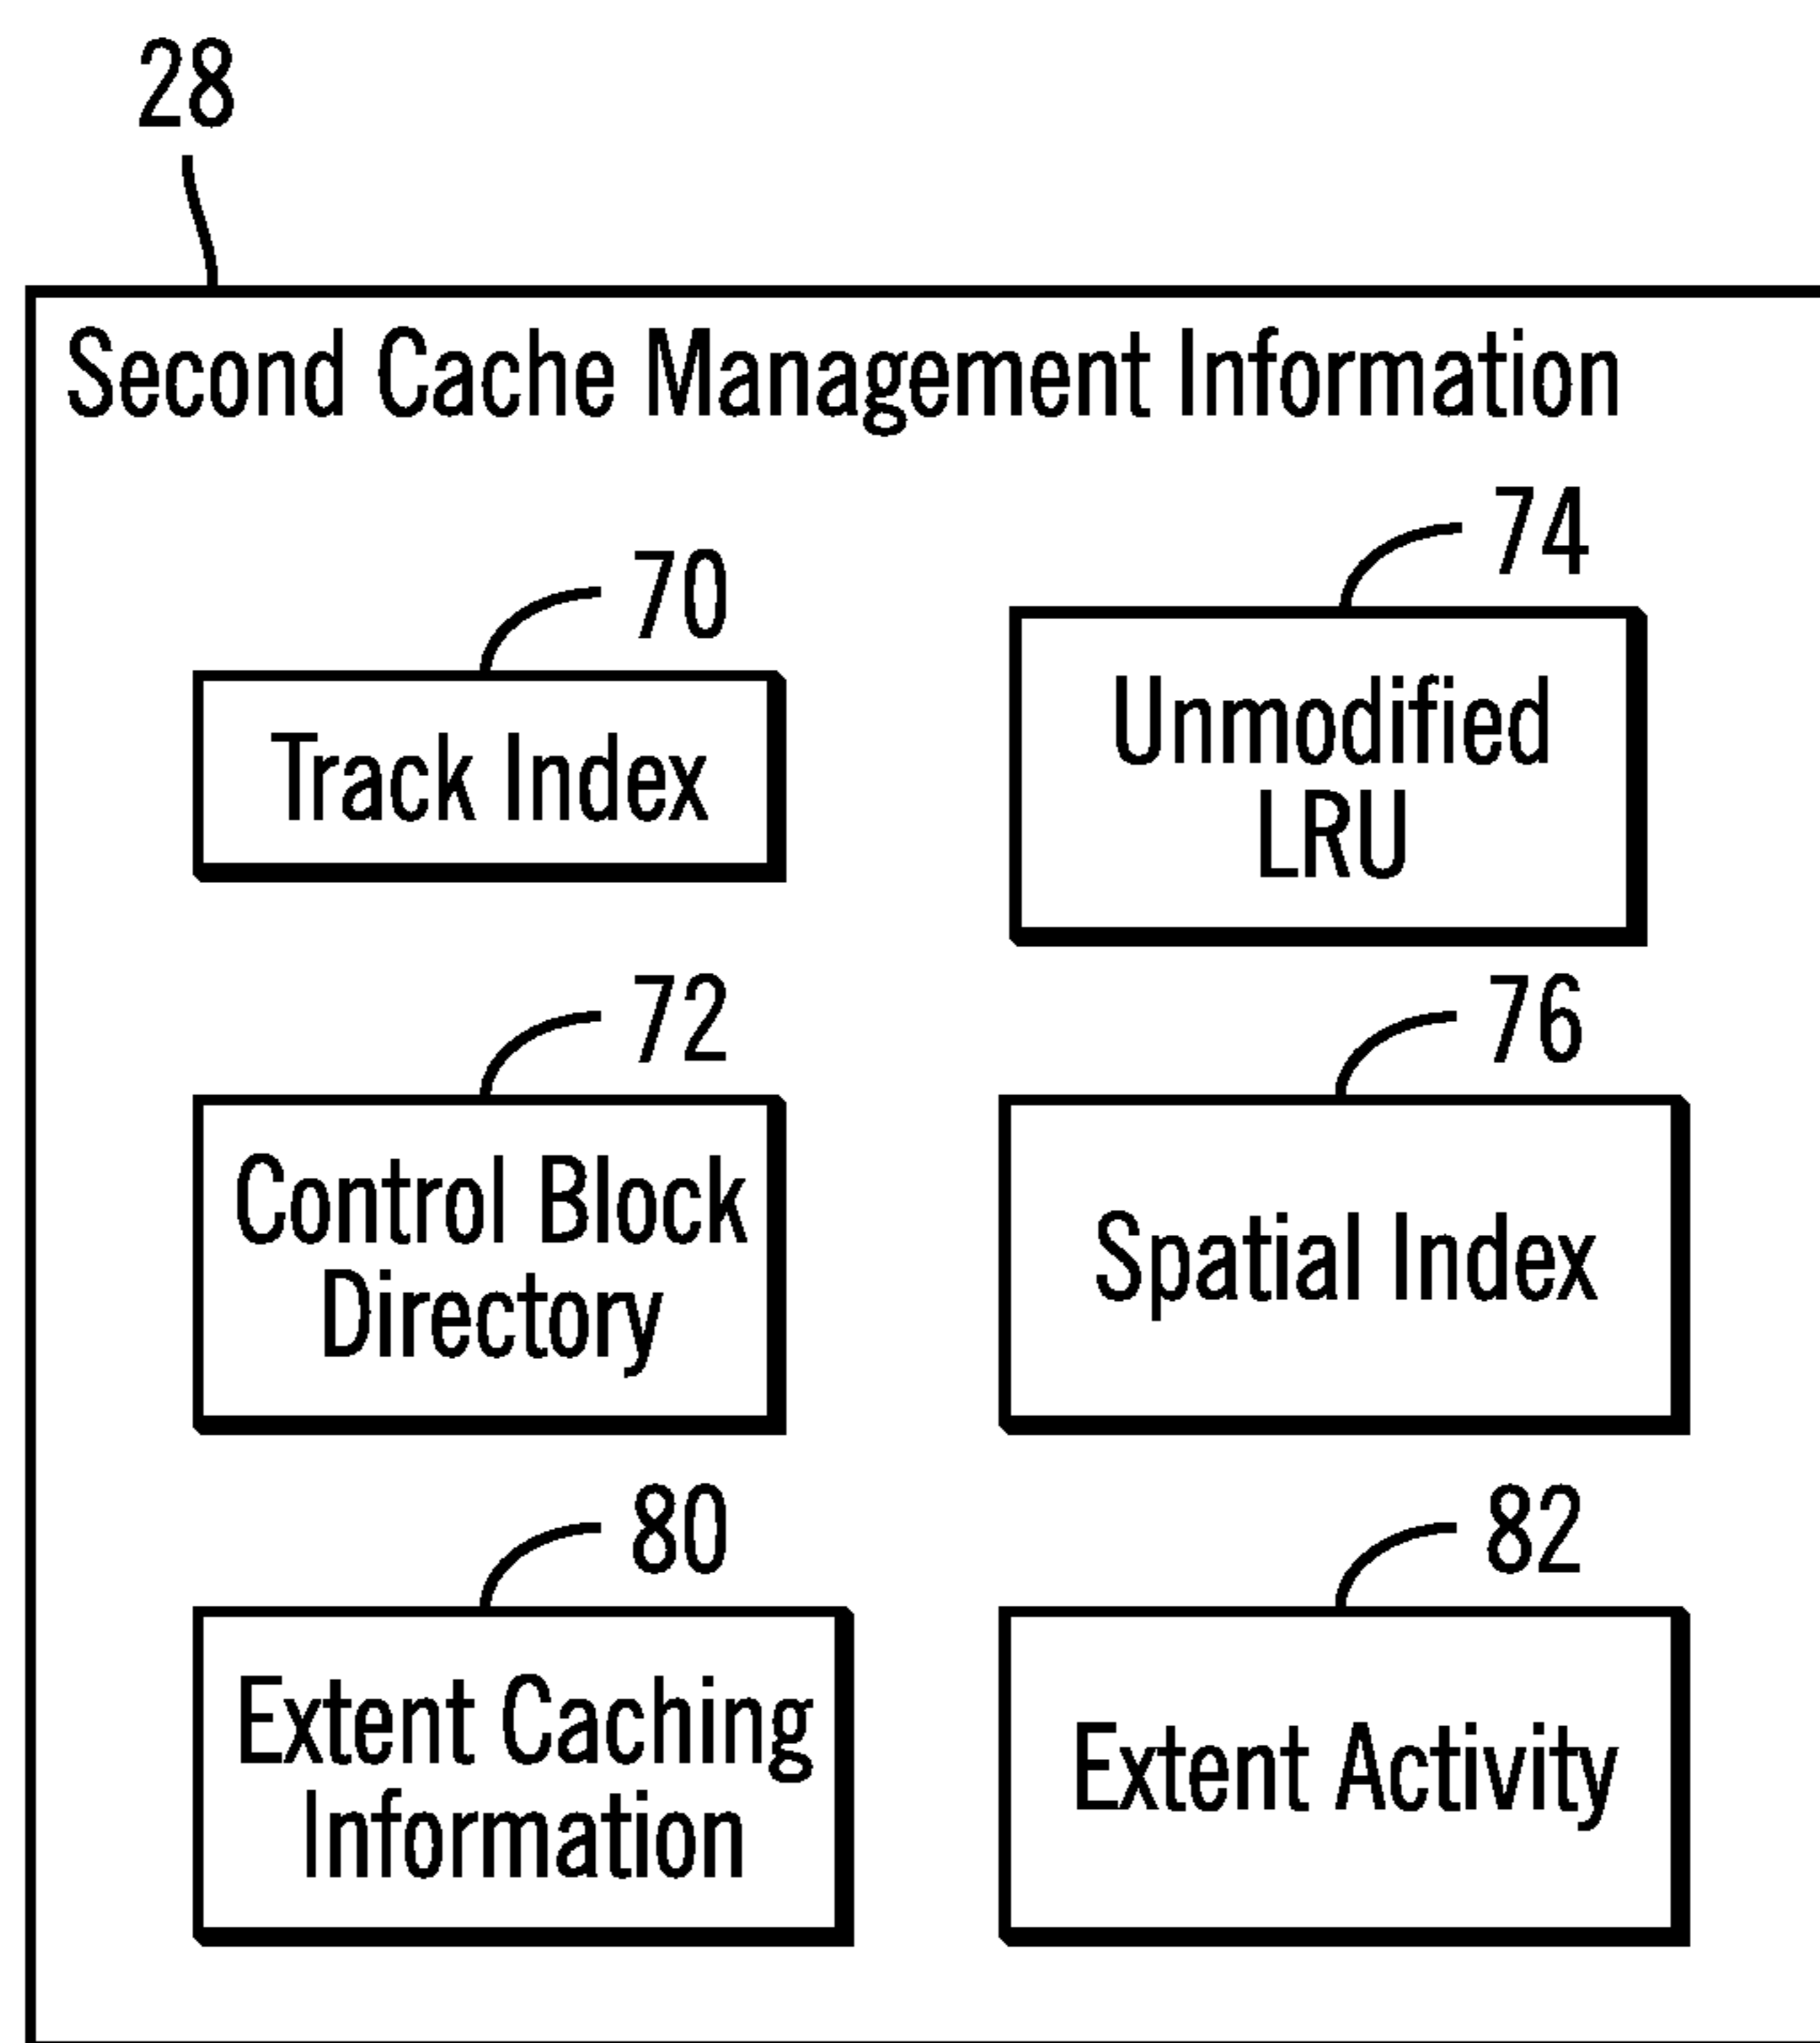 28
Second Cache Management Information
70
Track Index
74
Unmodified
LRU
72
Control Block
Directory
76
Spatial Index
80
Extent Caching
Information
82
Extent Activity